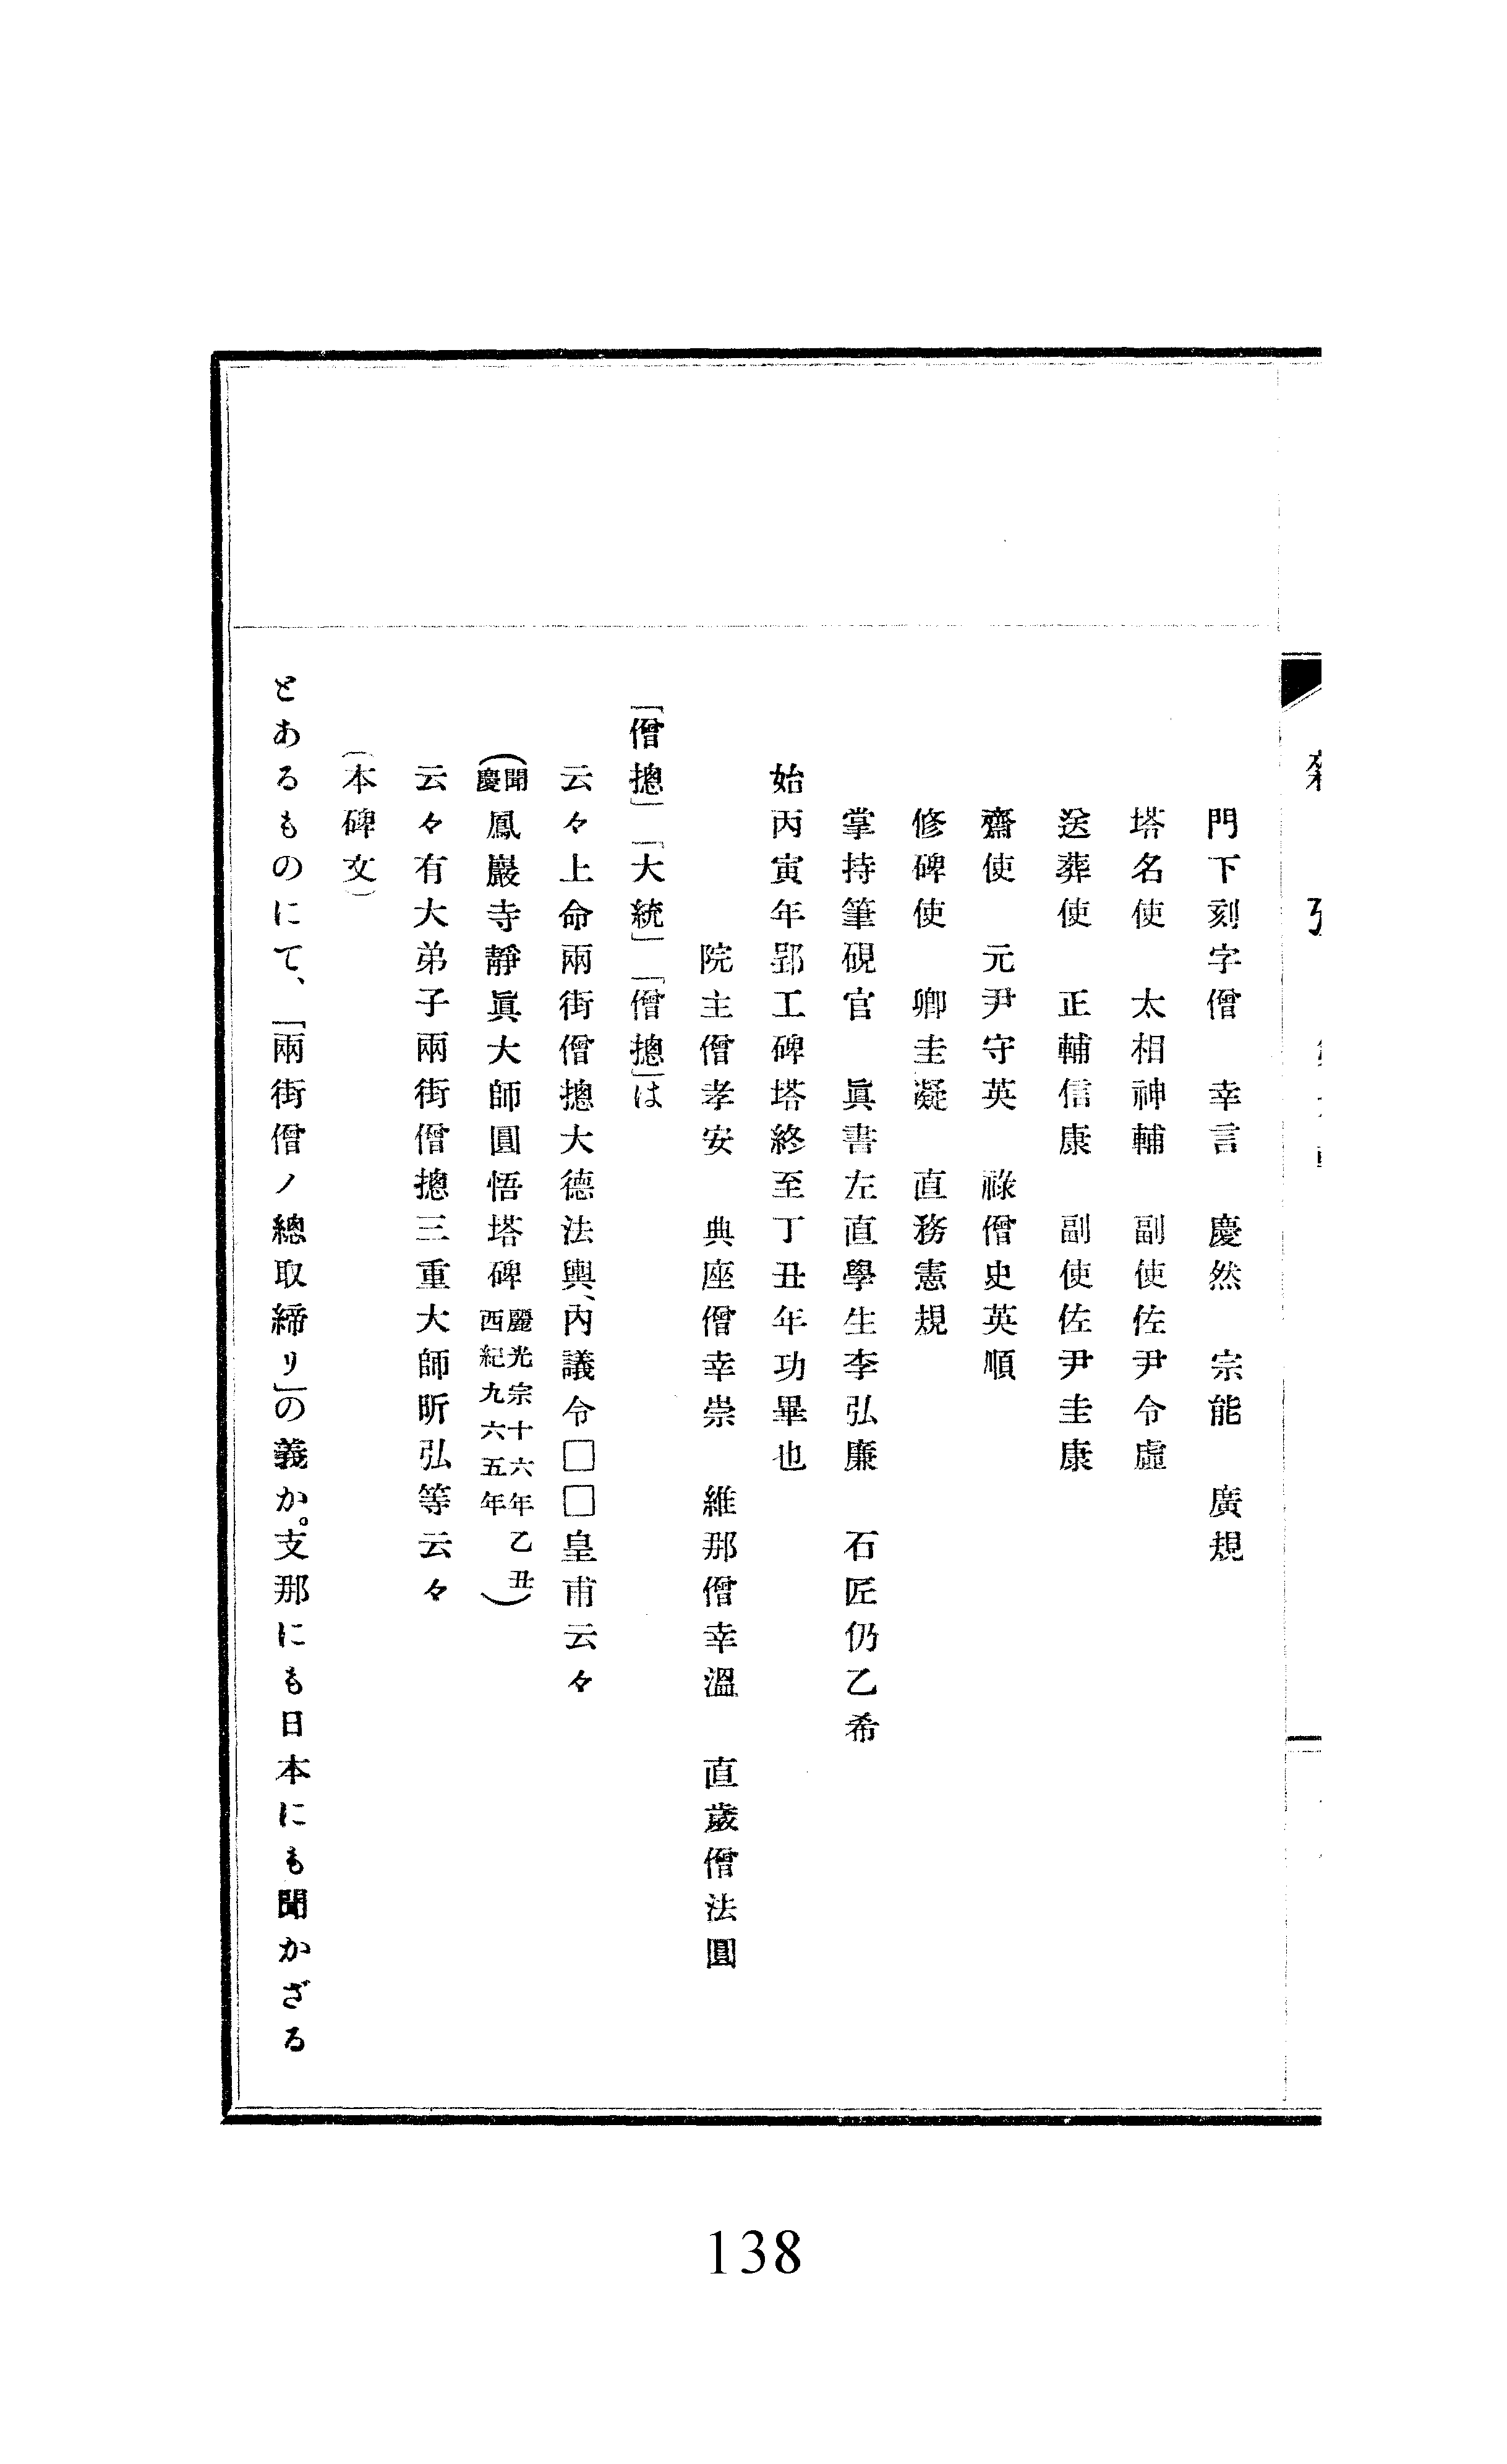 門下刻字僧　幸言　慶然　宗能　廣規
塔名使　太相神輔　副使佐尹令虛
送葬使　正輔信康　副使佐尹圭康
齋使　元尹守英　祿僧史英順
修碑使　卿圭凝　直務憲規
掌持筆硯官　眞書左直學生李弘廉　石匠仍乙希
始丙寅年郢工碑塔終至丁丑年功畢也
院主僧孝安　典座僧幸崇　維那僧幸溫　直歲僧法圓
「僧摠」「大統」「僧摠」は
云々上命兩街僧摠大德法輿、內議令□□皇甫云々
(聞慶鳳巖寺靜眞大師圓悟塔碑麗光宗十六年乙丑西紀九六五年)
云々有大弟子兩街僧摠三重大師昕弘等云々
(本碑文)
とあるものにて、「兩街僧ノ總取締リ」の義か。支那にも日本にも聞かざる
138